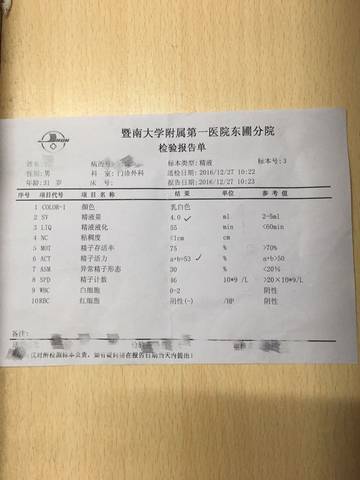 暨南大学附属第一医院东圃分院
检验报告单
姓名: 病历号: 标本类型: 精液 标本号: 3
性别: 男 科室: 门诊外科 送检日期: 2016/12/27 10:22
年龄: 31 岁 床号: 报告日期: 2016/12/27 10:23
序号 项目代号 项目名称 结果 单位 参考值
1 COLOR-1 颜色 乳白色
2 SV 精液量 4.0 ml 2-5ml
3 LIQ 精液液化 55 min <60min
4 NC 粘稠度 ≤1cm cm
5 MOT 精子存活率 75 % >70%
6 ACT 精子活力 a+b=53 % a+b>50
7 ASM 异常精子形态 30 % <20%
8 SPD 精子计数 46 10*9 /L >20×10*9/L
9 WBC 白细胞 0-2 阴性
10 RBC 红细胞 阴性(-) /HP 阴性
备注: